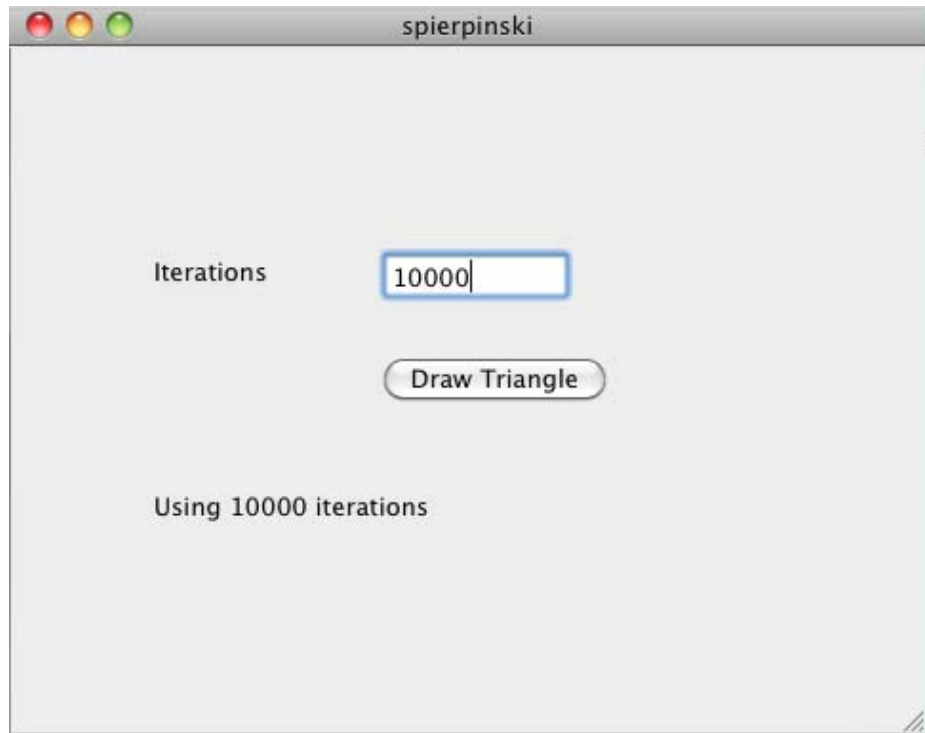 spierpinski
Iterations
10000
Draw Triangle
Using 10000 iterations